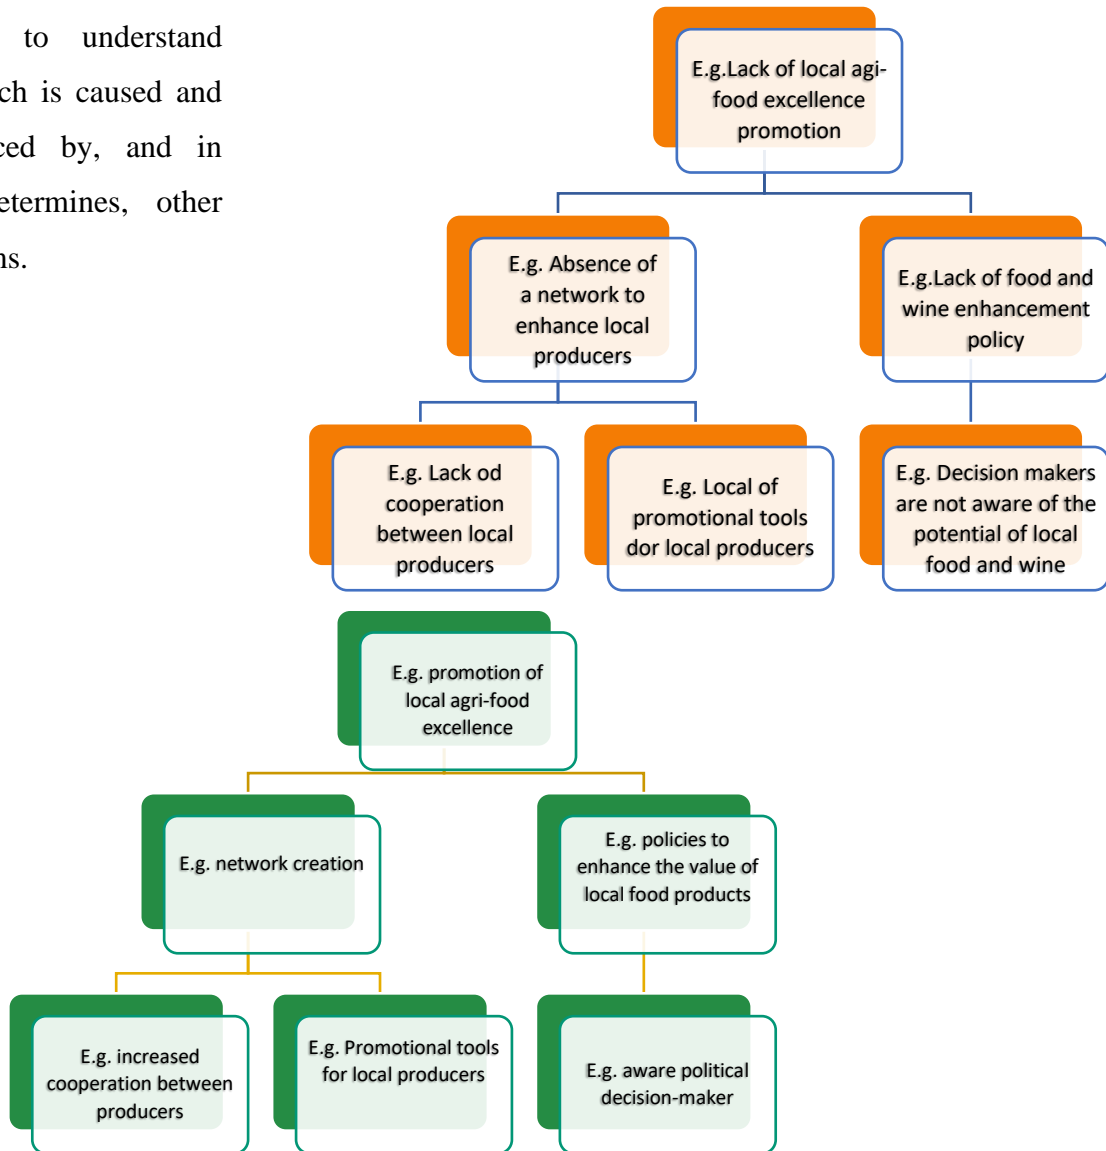 to understand
ch is caused and
ced by, and in
etermines, other
ns.
E.g.Lack of local agi-
food excellence
promotion
E.g. Absence of
a network to
enhance local
producers
E.g.Lack of food and
wine enhancement
policy
E.g. Lack od
cooperation
between local
producers
E.g. Local of
promotional tools
dor local producers
E.g. Decision makers
are not aware of the
potential of local
food and wine
E.g. promotion of
local agri-food
excellence
E.g. network creation
E.g. policies to
enhance the value of
local food products
E.g. increased
cooperation between
producers
E.g. Promotional tools
for local producers
E.g. aware political
decision-maker